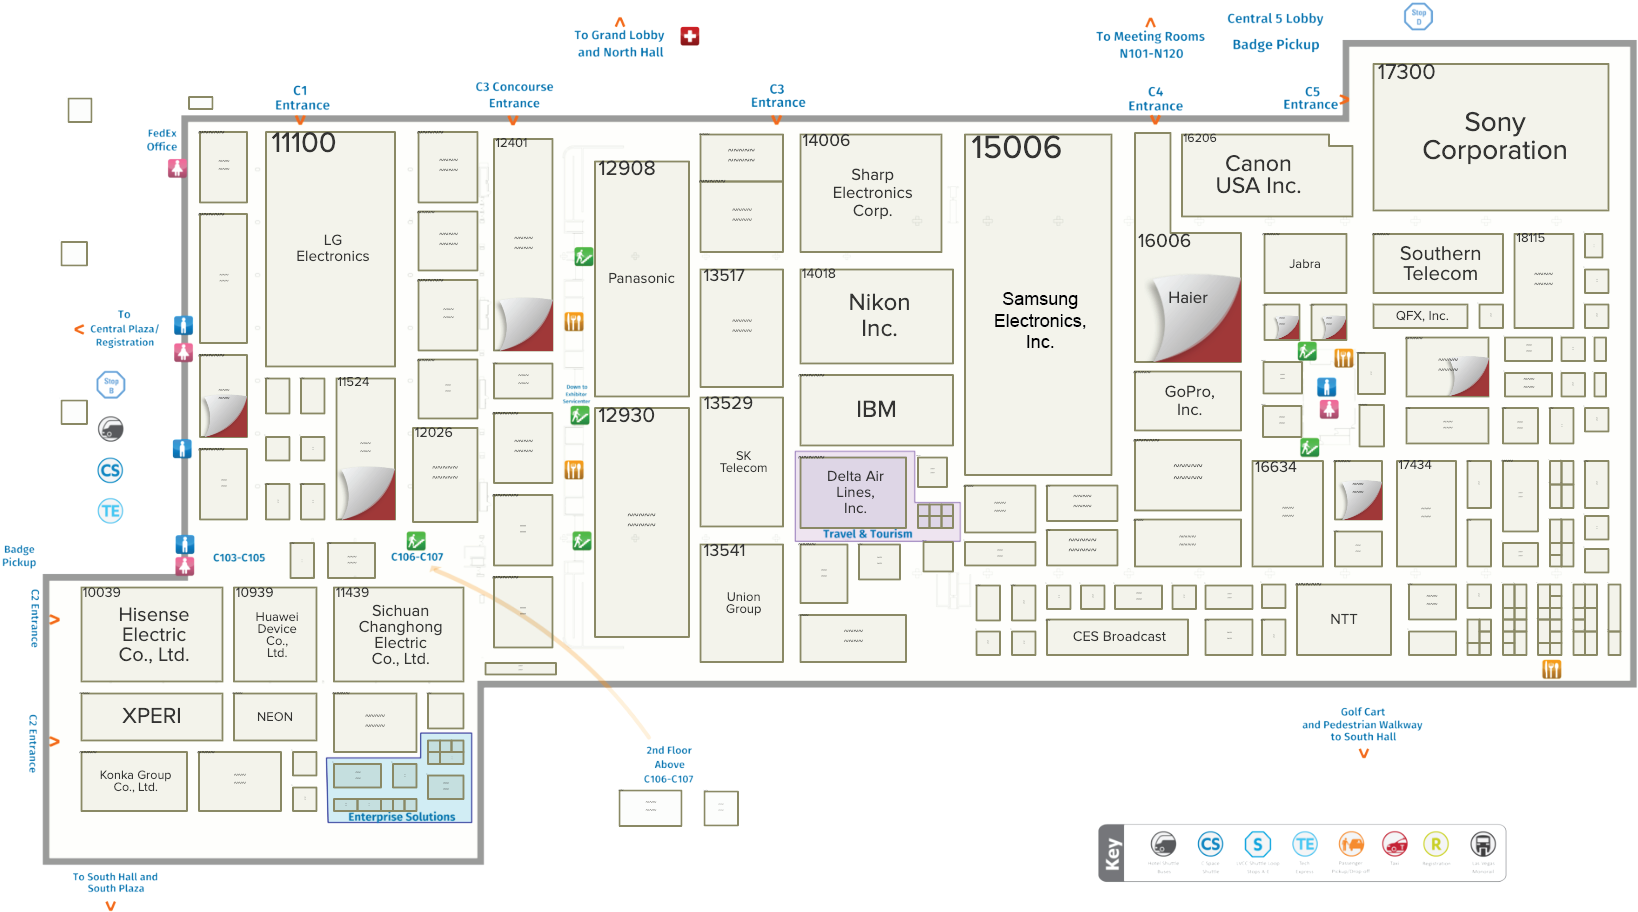 To Grand Lobby
and North Hall
To Meeting Rooms
N101-N120
Central 5 Lobby
Badge Pickup
Stop
D
C1
Entrance
C3 Concourse
Entrance
C3
Entrance
C4
Entrance
C5
Entrance
FedEx
Office
To
Central Plaza/
Registration
Stop
B
CS
TE
Badge
Pickup
C2 Entrance
C2 Entrance
11100
LG
Electronics
11524
12026
12401
12908
Panasonic
12930
Down to
Exhibitor
Servicenter
13517
13529
SK
Telecom
13541
Union
Group
14006
Sharp
Electronics
Corp.
14018
Nikon
Inc.
IBM
Delta Air
Lines,
Inc.
Travel & Tourism
15006
Samsung
Electronics,
Inc.
16006
Haier
GoPro,
Inc.
16206
Canon
USA Inc.
17300
Sony
Corporation
Jabra
Southern
Telecom
18115
QFX, Inc.
16634
17434
CES Broadcast
NTT
C103-C105
C106-C107
10039
Hisense
Electric
Co., Ltd.
10939
Huawei
Device
Co.,
Ltd.
11439
Sichuan
Changhong
Electric
Co., Ltd.
XPERI
NEON
Konka Group
Co., Ltd.
Enterprise Solutions
2nd Floor
Above
C106-C107
Golf Cart
and Pedestrian Walkway
to South Hall
To South Hall and
South Plaza
Key
CS
S
TE
R